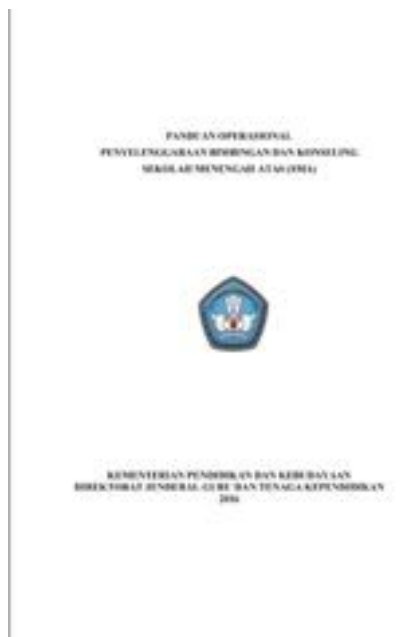 PANDUAN OPERASIONAL
PENYELENGGARAAN BIMBINGAN DAN KONSELING
SEKOLAH MENENGAH ATAS (SMA)
KEMENTERIAN PENDIDIKAN DAN KEBUDAYAAN
DIREKTORAT JENDERAL GURU DAN TENAGA KEPENDIDIKAN
2016